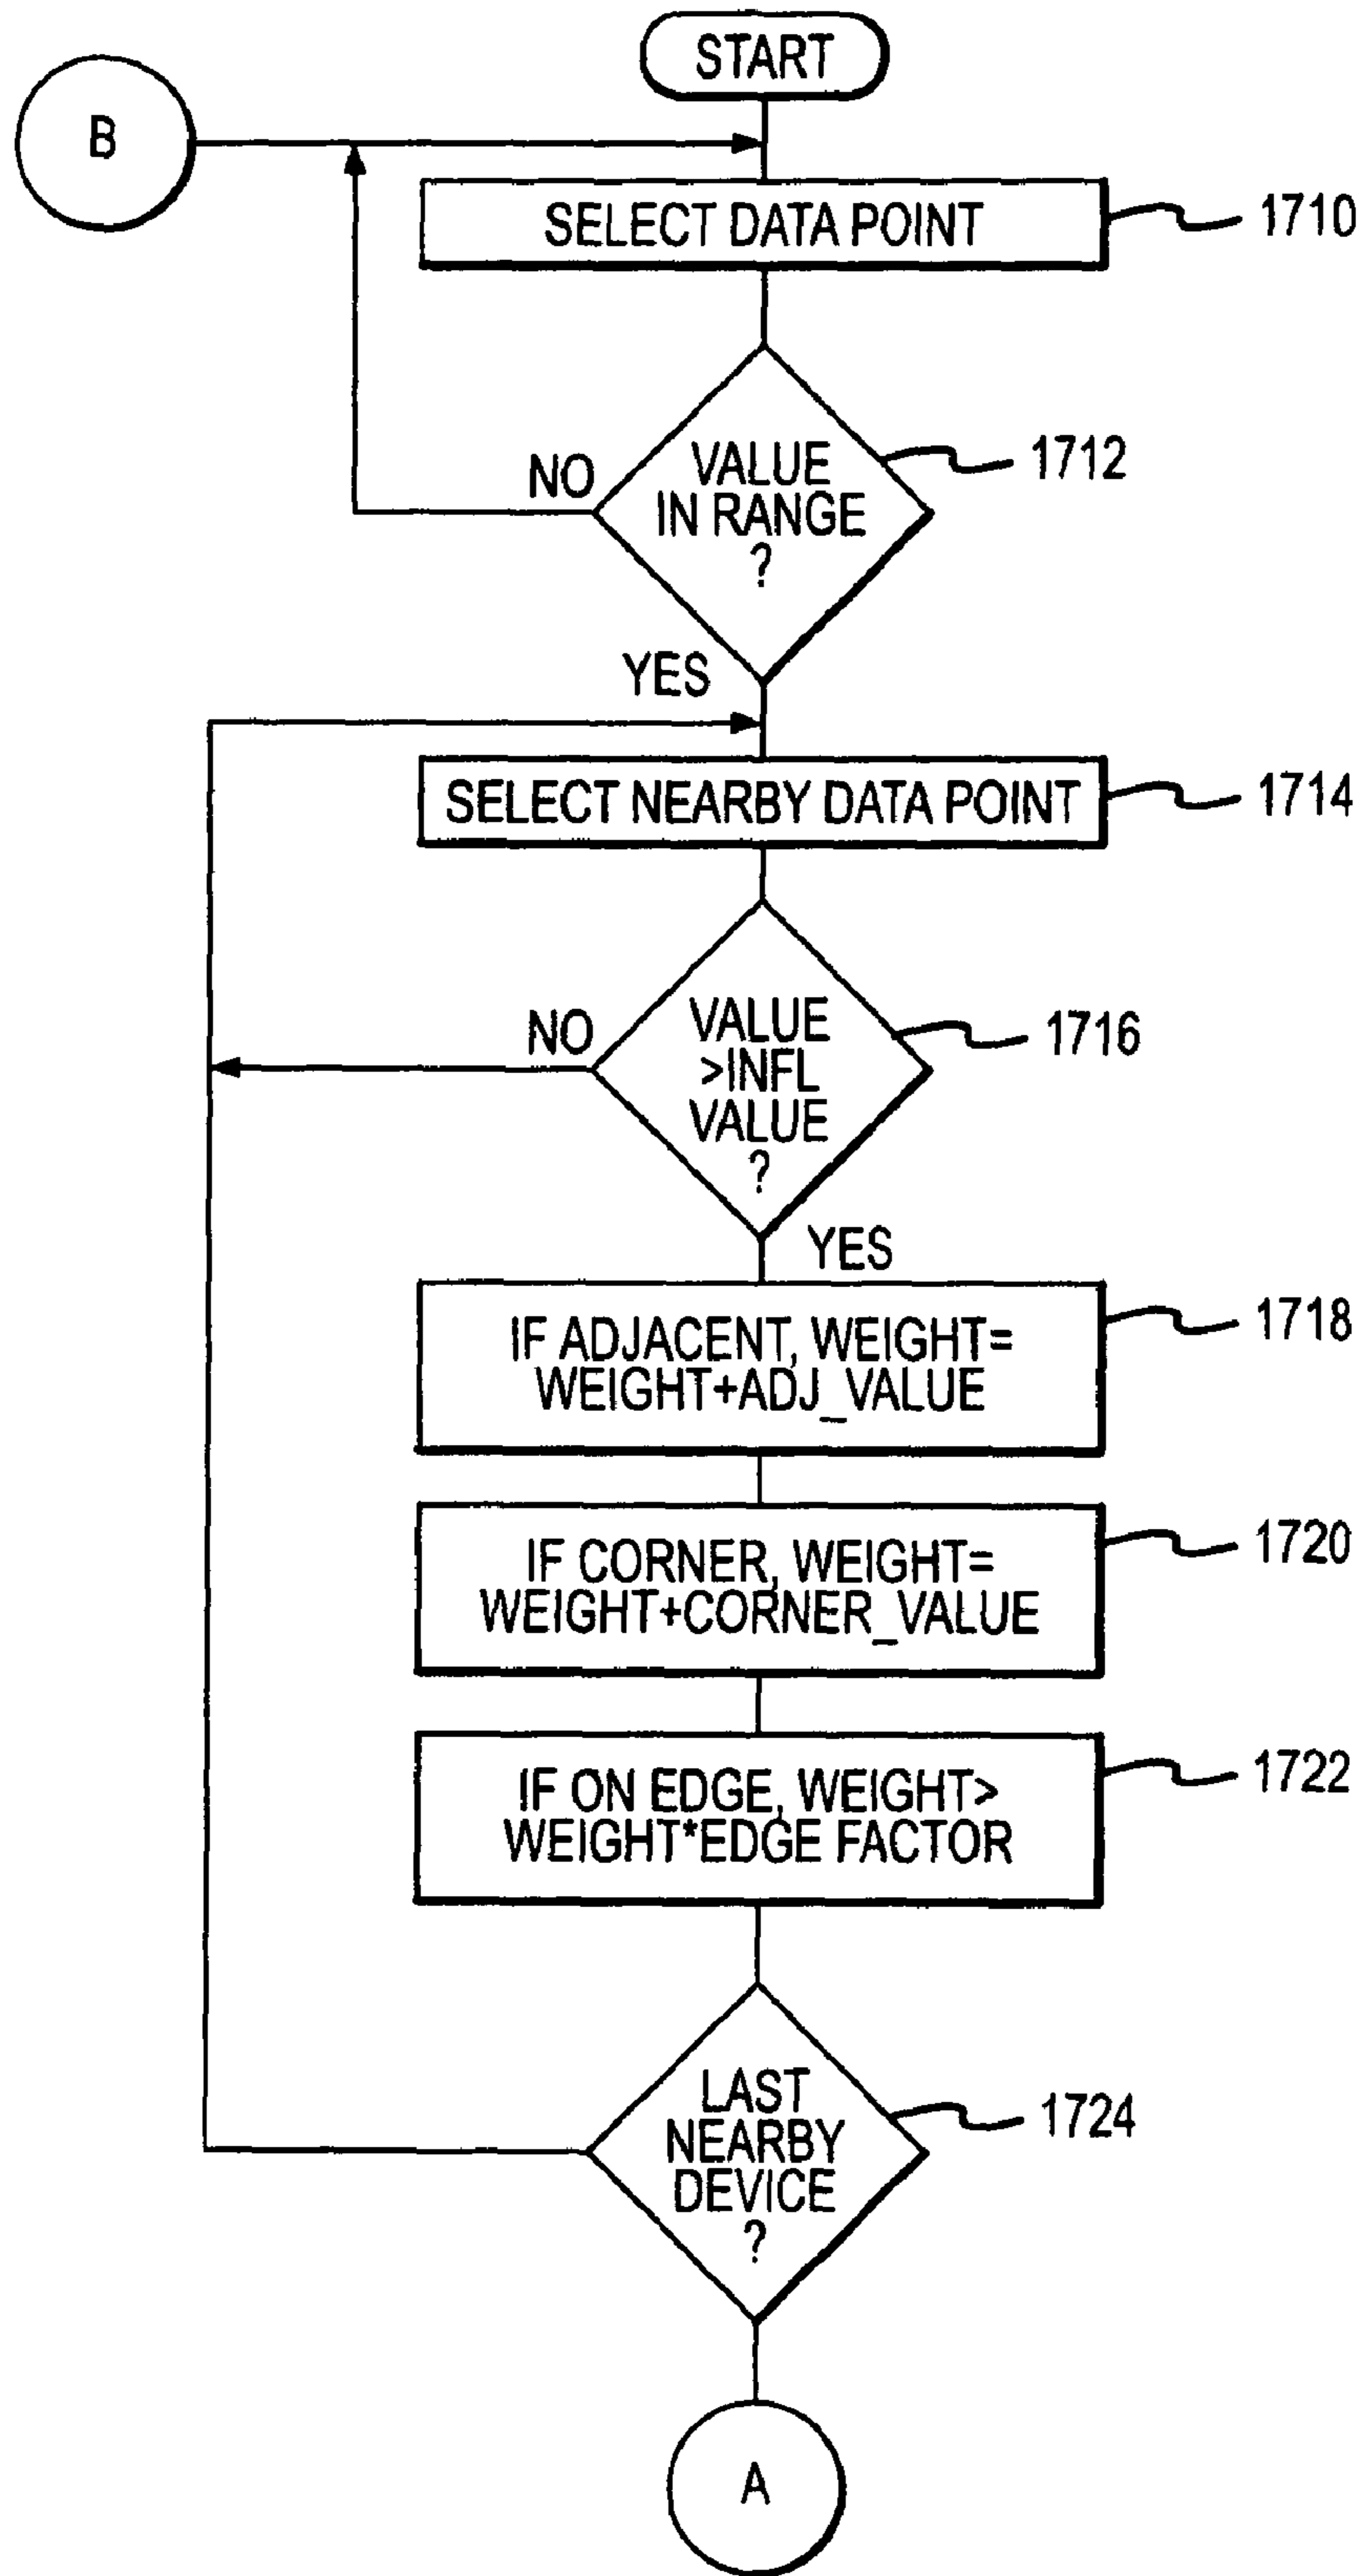 START
B
SELECT DATA POINT
1710
VALUE
IN RANGE
?
1712
NO
YES
SELECT NEARBY DATA POINT
1714
VALUE
>INFL
VALUE
?
1716
NO
YES
IF ADJACENT, WEIGHT=
WEIGHT+ADJ_VALUE
1718
IF CORNER, WEIGHT=
WEIGHT+CORNER_VALUE
1720
IF ON EDGE, WEIGHT>
WEIGHT*EDGE FACTOR
1722
LAST
NEARBY
DEVICE
?
1724
A